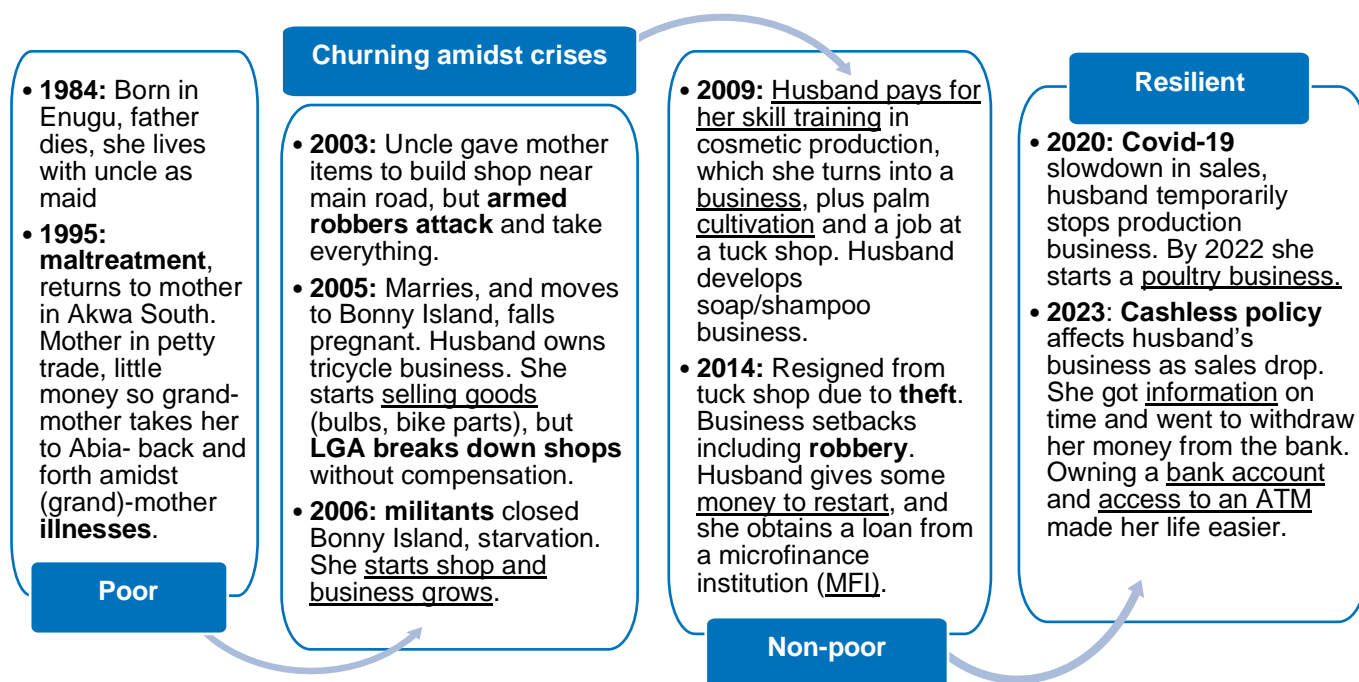 • 1984: Born in
Enugu, father
dies, she lives
with uncle as
maid
• 1995:
maltreatment,
returns to mother
in Akwa South.
Mother in petty
trade, little
money so grand-
mother takes her
to Abia- back and
forth amidst
(grand)-mother
illnesses.
Poor
Churning amidst crises
• 2003: Uncle gave mother
items to build shop near
main road, but armed
robbers attack and take
everything.
• 2005: Marries, and moves
to Bonny Island, falls
pregnant. Husband owns
tricycle business. She
starts selling goods
(bulbs, bike parts), but
LGA breaks down shops
without compensation.
• 2006: militants closed
Bonny Island, starvation.
She starts shop and
business grows.
• 2009: Husband pays for
her skill training in
cosmetic production,
which she turns into a
business, plus palm
cultivation and a job at
a tuck shop. Husband
develops
soap/shampoo
business.
• 2014: Resigned from
tuck shop due to theft.
Business setbacks
including robbery.
Husband gives some
money to restart, and
she obtains a loan from
a microfinance
institution (MFI).
Non-poor
Resilient
• 2020: Covid-19
slowdown in sales,
husband temporarily
stops production
business. By 2022 she
starts a poultry business.
• 2023: Cashless policy
affects husband’s
business as sales drop.
She got information on
time and went to withdraw
her money from the bank.
Owning a bank account
and access to an ATM
made her life easier.